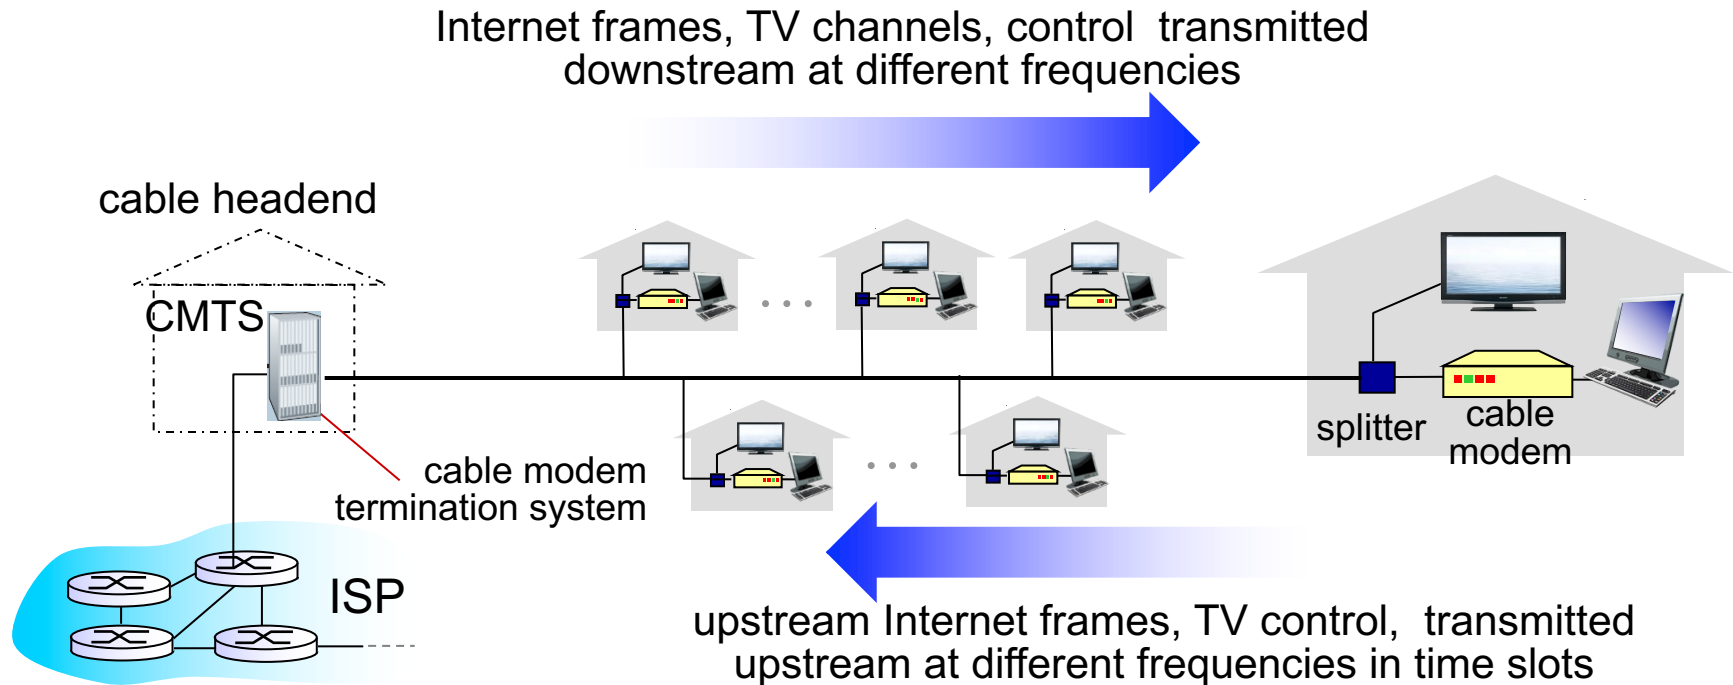 Internet frames, TV channels, control transmitted
downstream at different frequencies
cable headend
CMTS
splitter
cable
modem
cable modem
termination system
ISP
upstream Internet frames, TV control, transmitted
upstream at different frequencies in time slots